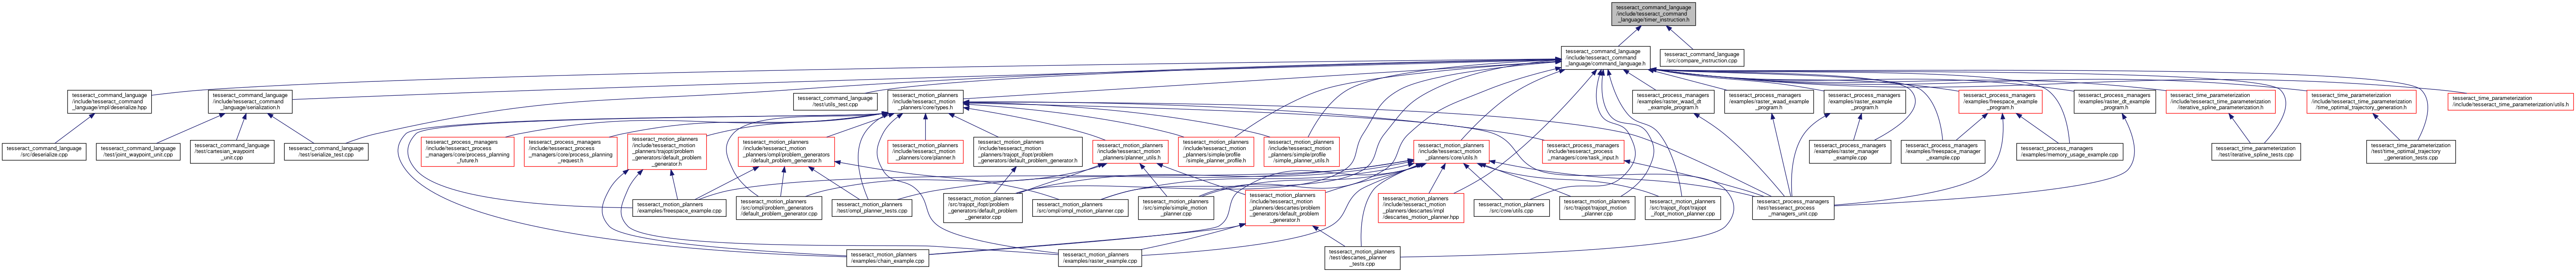 tesseract_command_language
/include/tesseract_command
_language/timer_instruction.h
tesseract_command_language
/include/tesseract_command
_language/command_language.h
tesseract_command_language
/src/compare_instruction.cpp
tesseract_command_language
/include/tesseract_command
_language/impl/deserialize.hpp
tesseract_command_language
/include/tesseract_command
_language/serialization.h
tesseract_command_language
/test/utils_test.cpp
tesseract_motion_planners
/include/tesseract_motion
_planners/core/types.h
tesseract_process_managers
/examples/raster_waad_dt
_example_program.h
tesseract_process_managers
/examples/raster_waad_example
_program.h
tesseract_process_managers
/examples/raster_example
_program.h
tesseract_process_managers
/examples/freespace_example
_program.h
tesseract_process_managers
/examples/raster_dt_example
_program.h
tesseract_time_parameterization
/include/tesseract_time_parameterization
/iterative_spline_parameterization.h
tesseract_time_parameterization
/include/tesseract_time_parameterization
/time_optimal_trajectory_generation.h
tesseract_time_parameterization
/include/tesseract_time_parameterization/utils.h
tesseract_command_language
/src/deserialize.cpp
tesseract_command_language
/test/joint_waypoint_unit.cpp
tesseract_command_language
/test/cartesian_waypoint
_unit.cpp
tesseract_command_language
/test/serialize_test.cpp
tesseract_process_managers
/include/tesseract_process
_managers/core/process_planning
_future.h
tesseract_process_managers
/include/tesseract_process
_managers/core/process_planning
_request.h
tesseract_motion_planners
/include/tesseract_motion
_planners/trajopt/problem
_generators/default_problem
_generator.h
tesseract_motion_planners
/include/tesseract_motion
_planners/ompl/problem_generators
/default_problem_generator.h
tesseract_motion_planners
/include/tesseract_motion
_planners/core/planner.h
tesseract_motion_planners
/include/tesseract_motion
_planners/trajopt_ifopt/problem
_generators/default_problem_generator.h
tesseract_motion_planners
/include/tesseract_motion
_planners/planner_utils.h
tesseract_motion_planners
/include/tesseract_motion
_planners/simple/profile
/simple_planner_profile.h
tesseract_motion_planners
/include/tesseract_motion
_planners/simple/profile
/simple_planner_utils.h
tesseract_motion_planners
/include/tesseract_motion
_planners/core/utils.h
tesseract_process_managers
/include/tesseract_process
_managers/core/task_input.h
tesseract_process_managers
/examples/raster_manager
_example.cpp
tesseract_process_managers
/examples/freespace_manager
_example.cpp
tesseract_process_managers
/examples/memory_usage_example.cpp
tesseract_time_parameterization
/test/iterative_spline_tests.cpp
tesseract_time_parameterization
/test/time_optimal_trajectory
_generation_tests.cpp
tesseract_motion_planners
/examples/freespace_example.cpp
tesseract_motion_planners
/src/ompl/problem_generators
/default_problem_generator.cpp
tesseract_motion_planners
/test/ompl_planner_tests.cpp
tesseract_motion_planners
/src/trajopt_ifopt/problem
_generators/default_problem
_generator.cpp
tesseract_motion_planners
/src/ompl/ompl_motion_planner.cpp
tesseract_motion_planners
/src/simple/simple_motion
_planner.cpp
tesseract_motion_planners
/include/tesseract_motion
_planners/descartes/problem
_generators/default_problem
_generator.h
tesseract_motion_planners
/include/tesseract_motion
_planners/descartes/impl
/descartes_motion_planner.hpp
tesseract_motion_planners
/src/core/utils.cpp
tesseract_motion_planners
/src/trajopt/trajopt_motion
_planner.cpp
tesseract_motion_planners
/src/trajopt_ifopt/trajopt
_ifopt_motion_planner.cpp
tesseract_process_managers
/test/tesseract_process
_managers_unit.cpp
tesseract_motion_planners
/examples/chain_example.cpp
tesseract_motion_planners
/examples/raster_example.cpp
tesseract_motion_planners
/test/descartes_planner
_tests.cpp